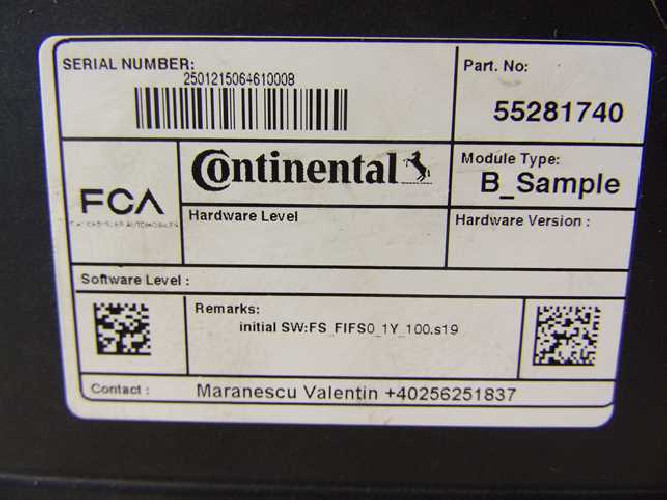 SERIAL NUMBER:
2501215064610008
Part. No:
55281740
FCA
Continental
Module Type:
B_Sample
Hardware Level
Hardware Version :
Software Level :
Remarks:
initial SW:FS_FIFS0_1Y_100.s19
Contact :
Maranescu Valentin +40256251837